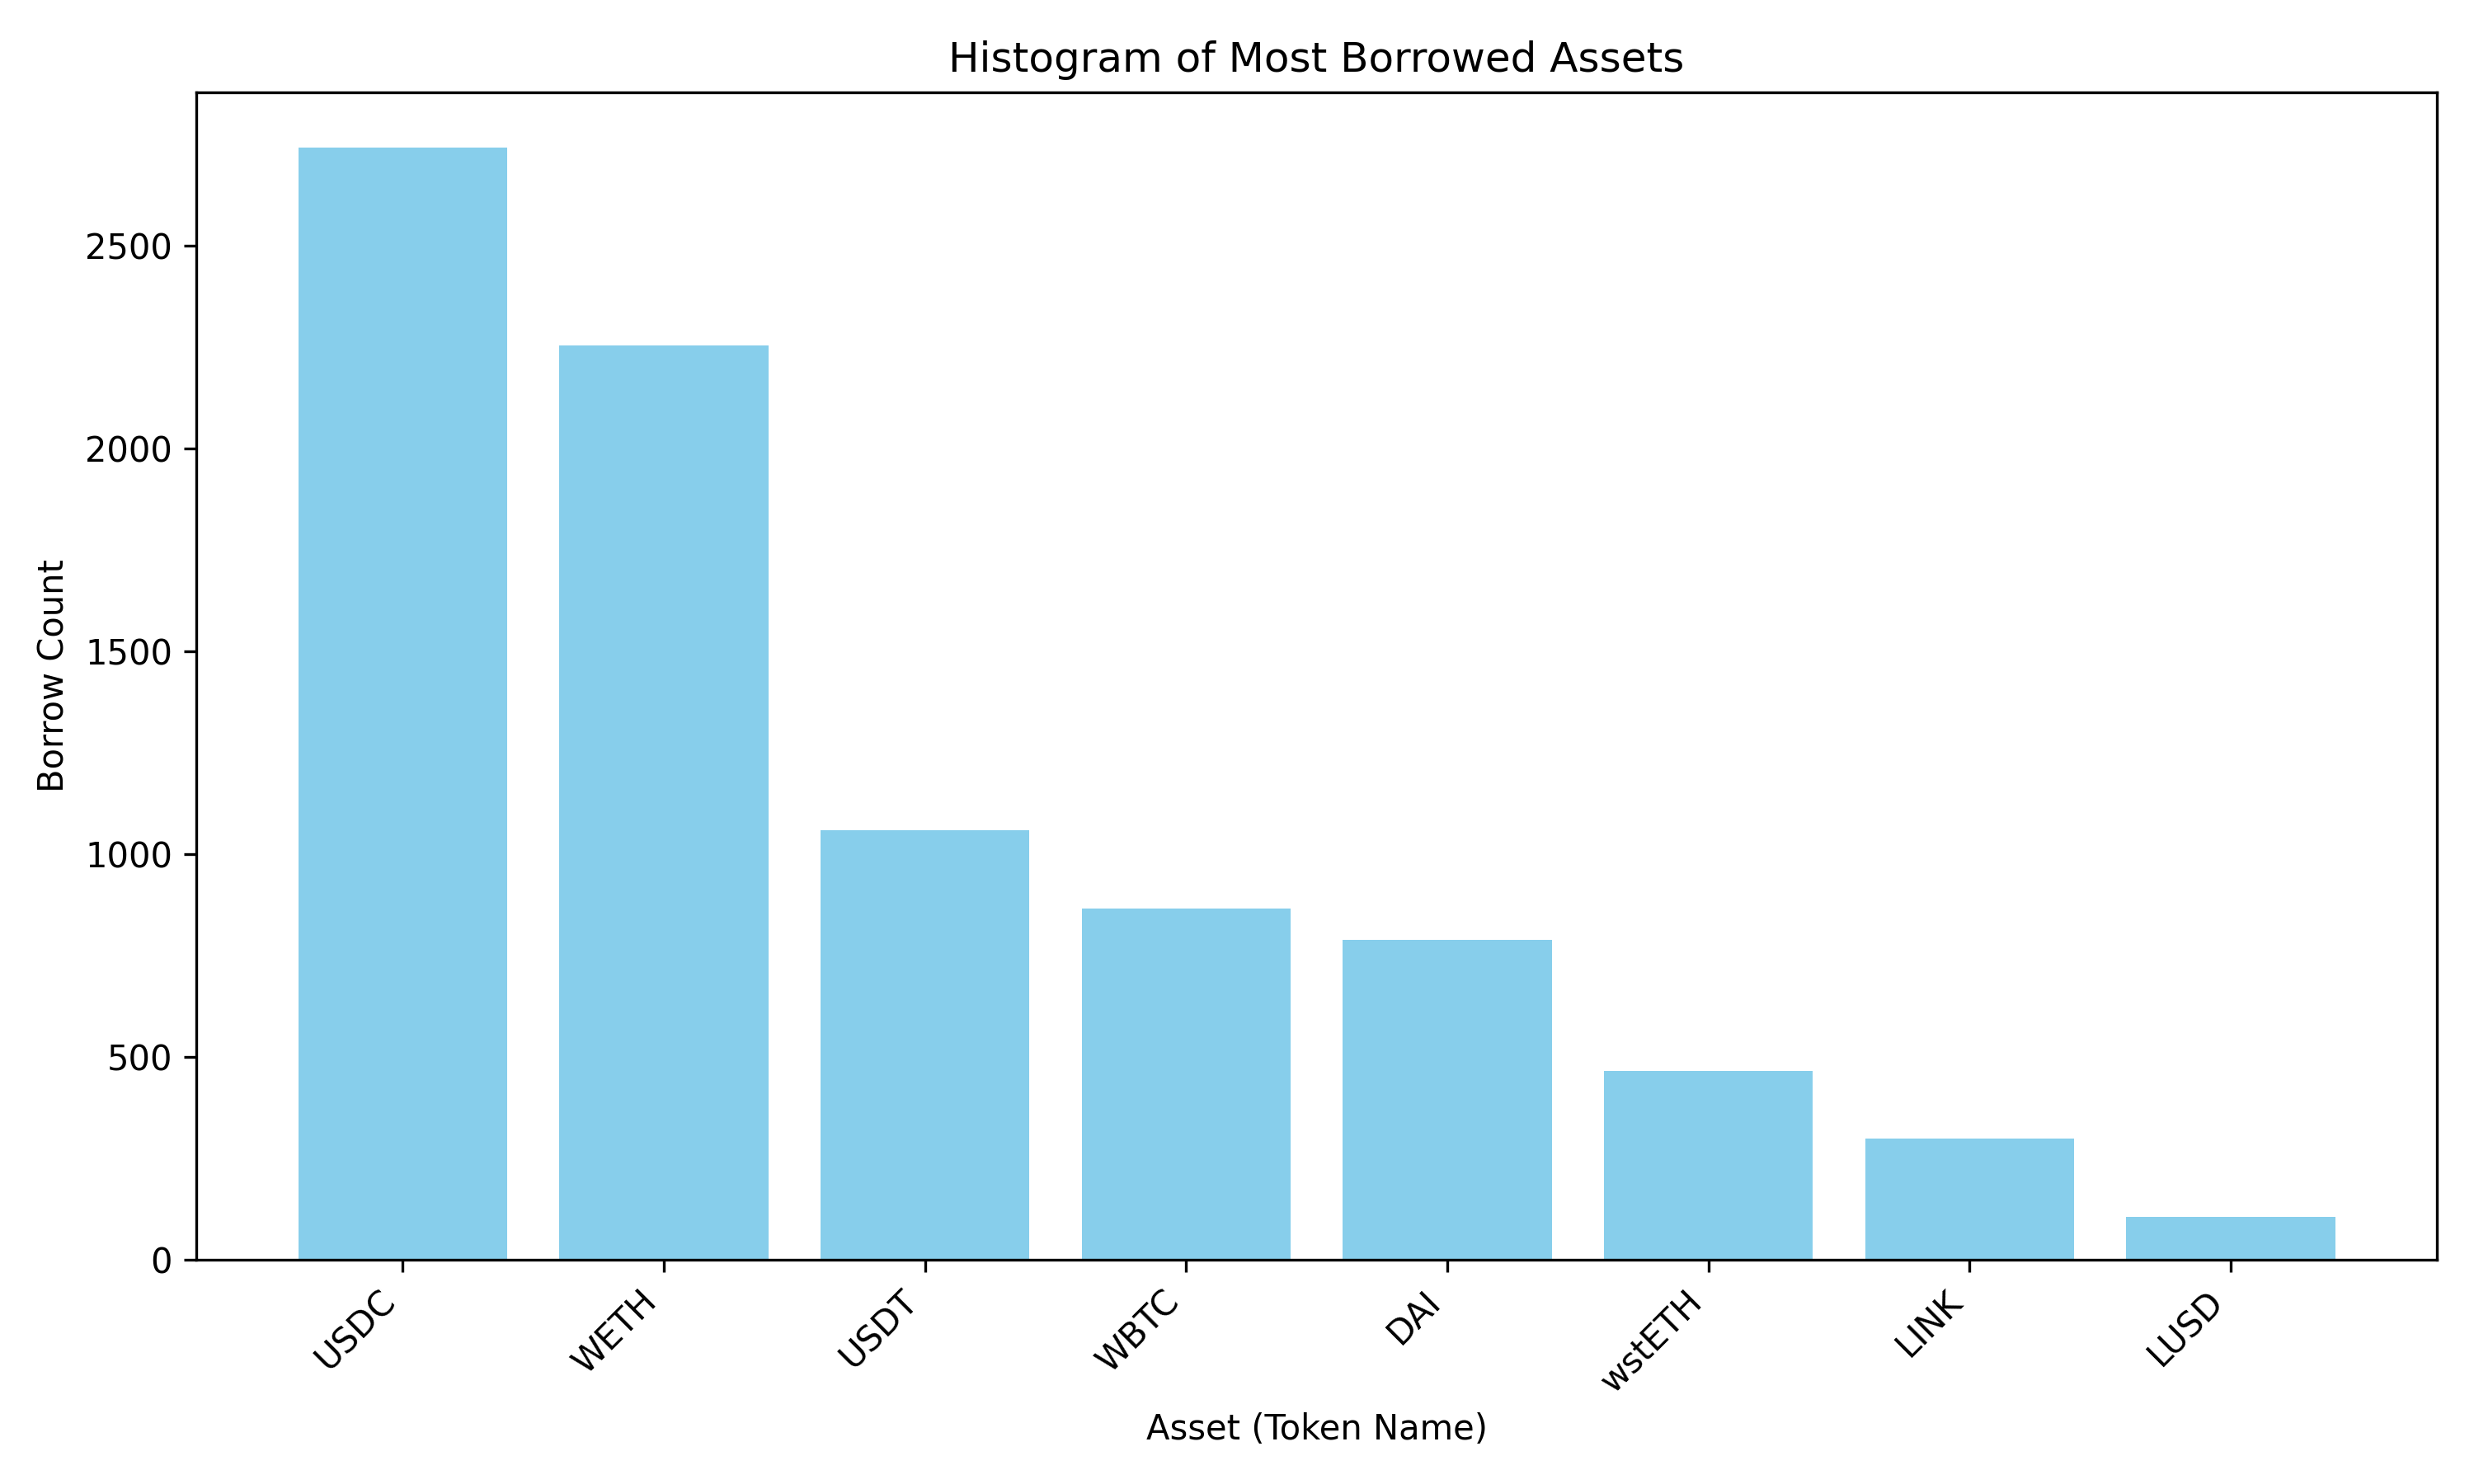 Histogram of Most Borrowed Assets
Borrow Count
2500
2000
1500
1000
500
0
USDC
WETH
USDT
WBTC
DAI
wstETH
LINK
LUSD
Asset (Token Name)